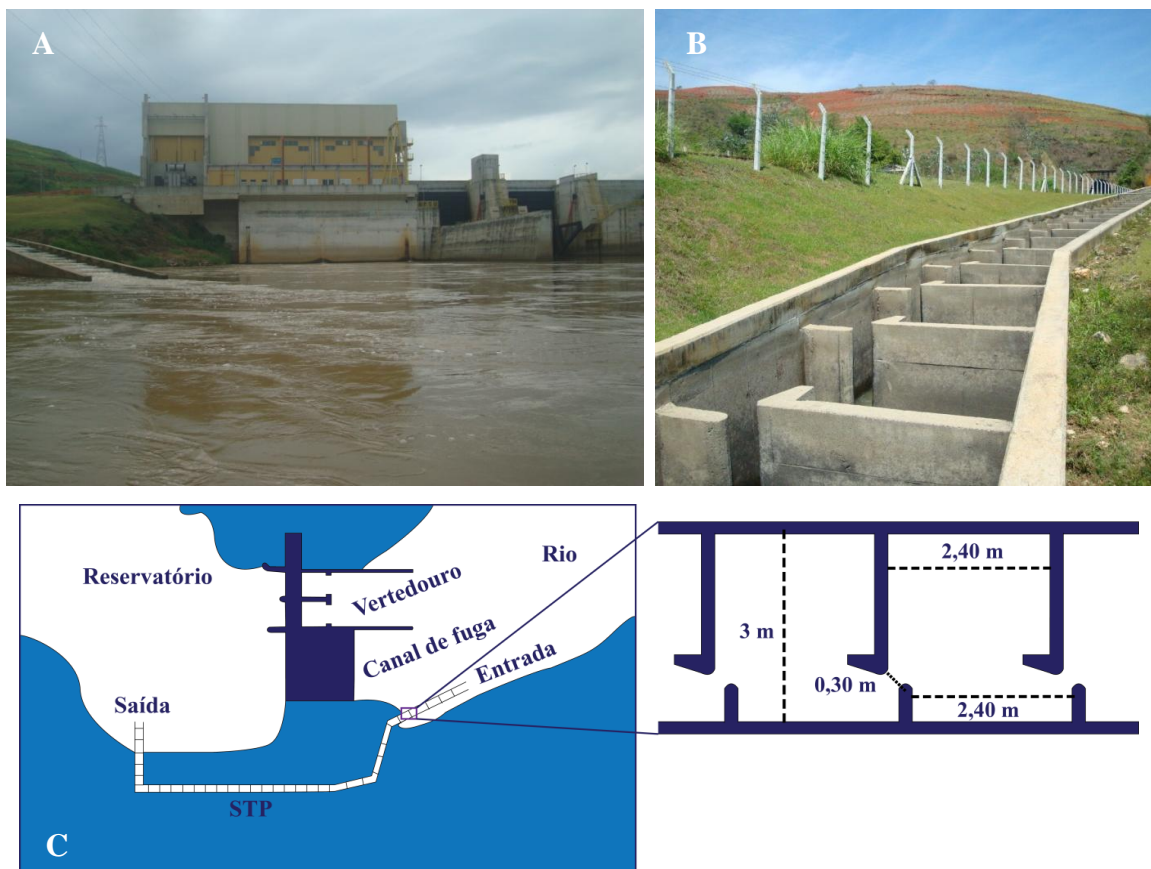 A
B
Reservatório
Vertedouro
Rio
Canal de fuga
Entrada
Saída
STP
C
2,40 m
3 m
0,30 m
2,40 m